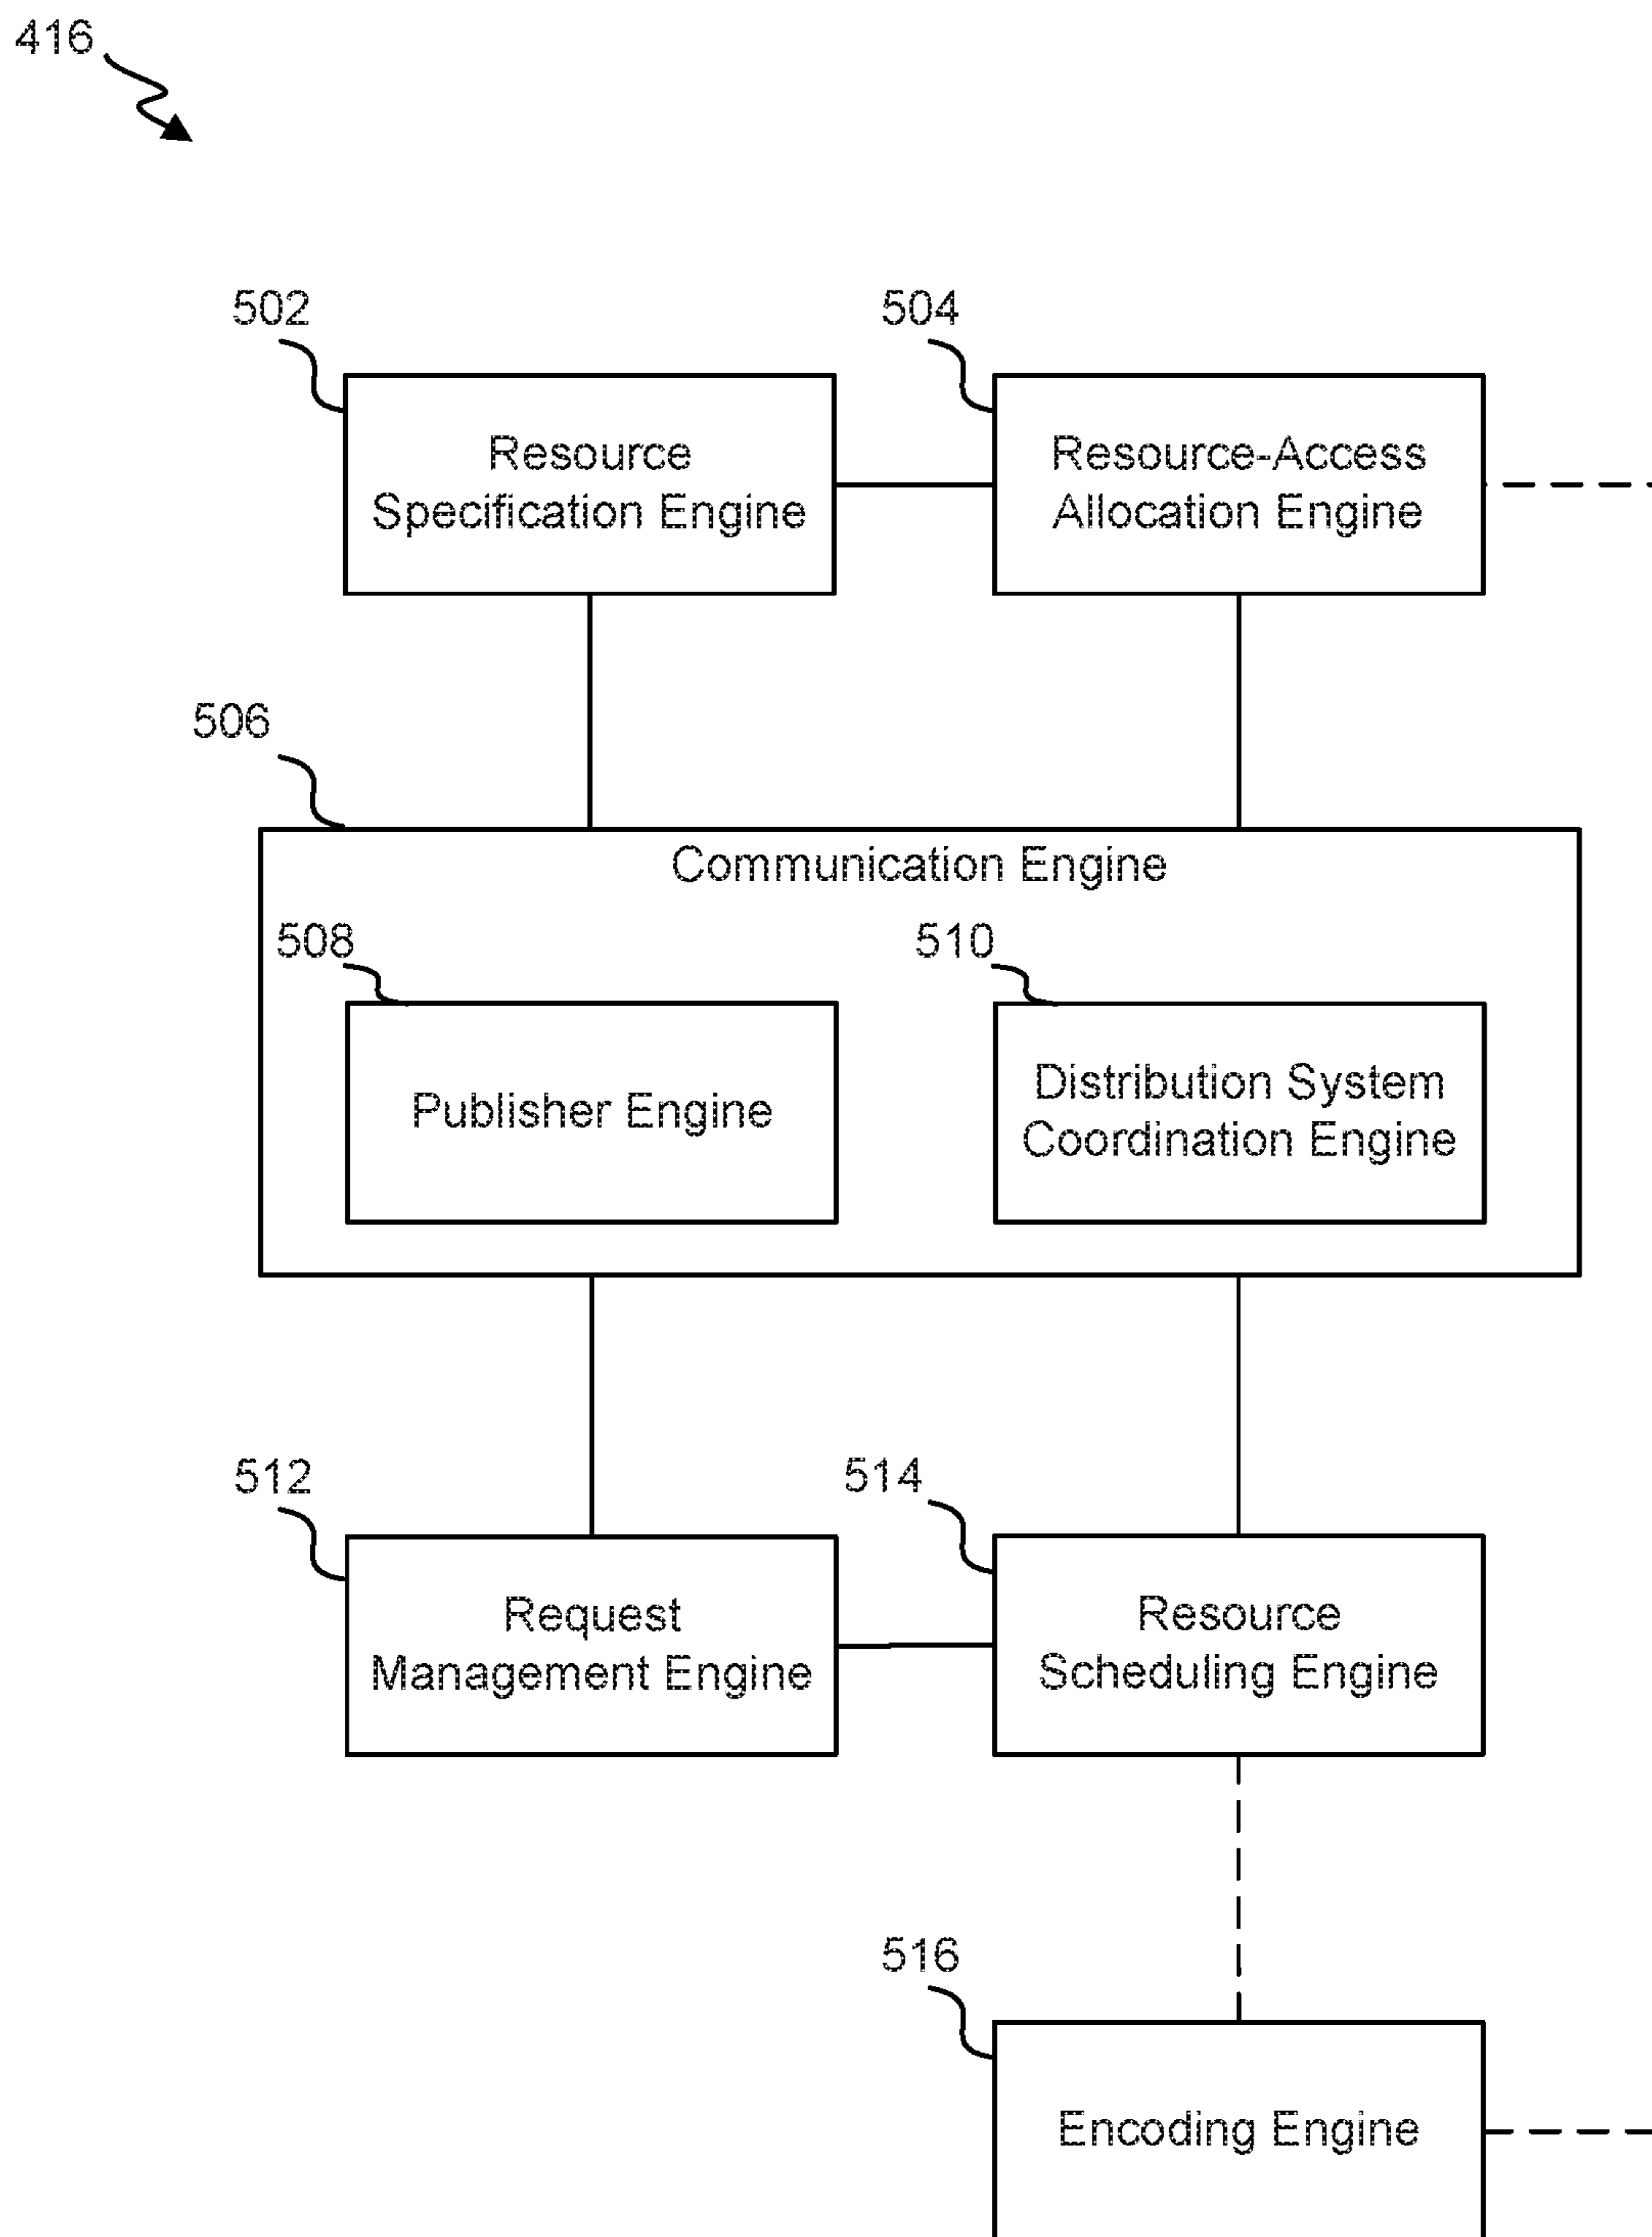 416
502
504
Resource
Specification Engine
Resource-Access
Allocation Engine
506
Communication Engine
508
510
Publisher Engine
Distribution System
Coordination Engine
512
514
Request
Management Engine
Resource
Scheduling Engine
516
Encoding Engine